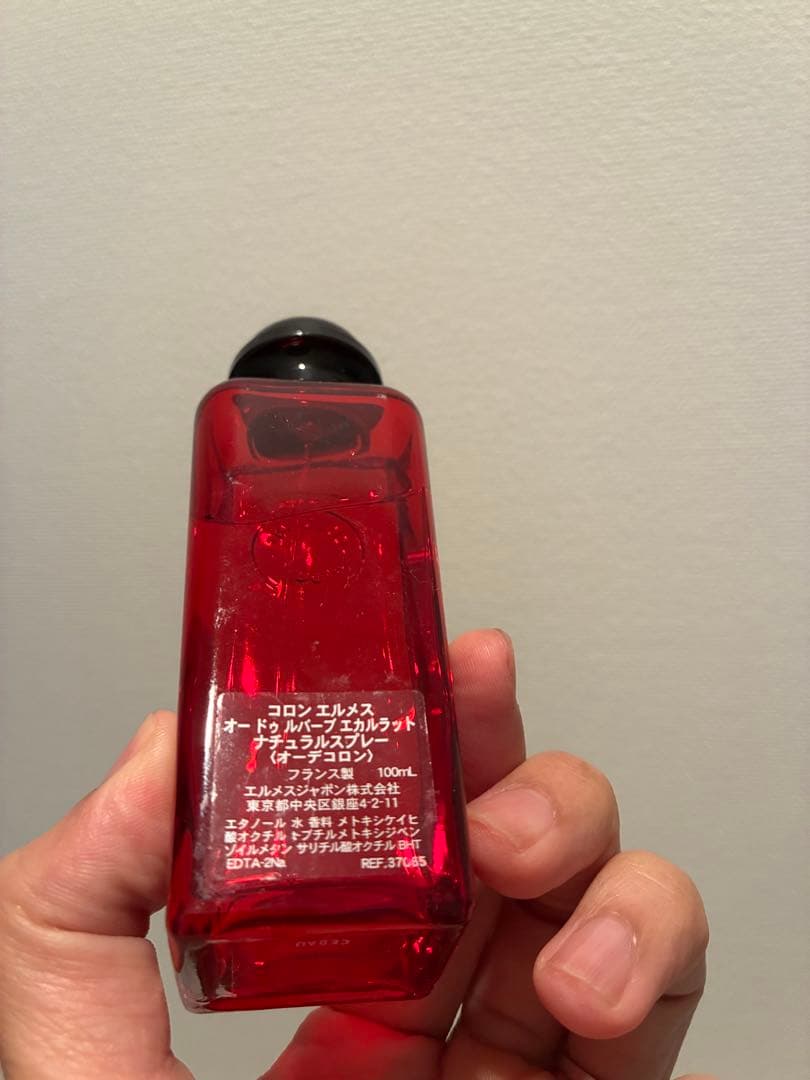 コロン エルメス
オー ドゥ ルバーブ エカルラット
ナチュラルスプレー
（オーデコロン）
フランス製 100mL
エルメスジャポン株式会社
東京都中央区銀座4-2-11
エタノール 水 香料 メトキシケイヒ
酸オクチル t-ブチルメトキシジベン
ゾイルメタン サリチル酸オクチル BHT
EDTA-2Na